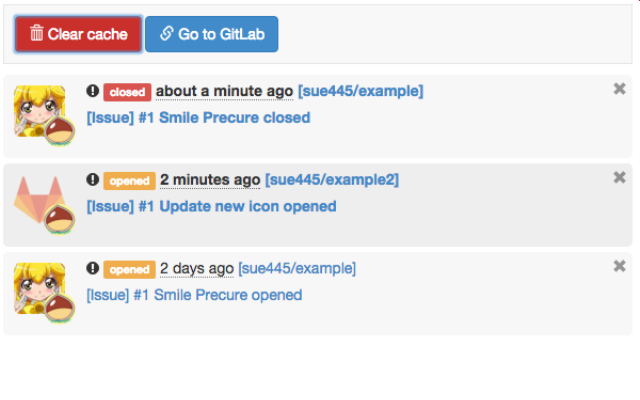 Clear cache Go to GitLab
closed about a minute ago [sue445/example]
[Issue] #1 Smile Precure closed
opened 2 minutes ago [sue445/example2]
[Issue] #1 Update new icon opened
opened 2 days ago [sue445/example]
[Issue] #1 Smile Precure opened